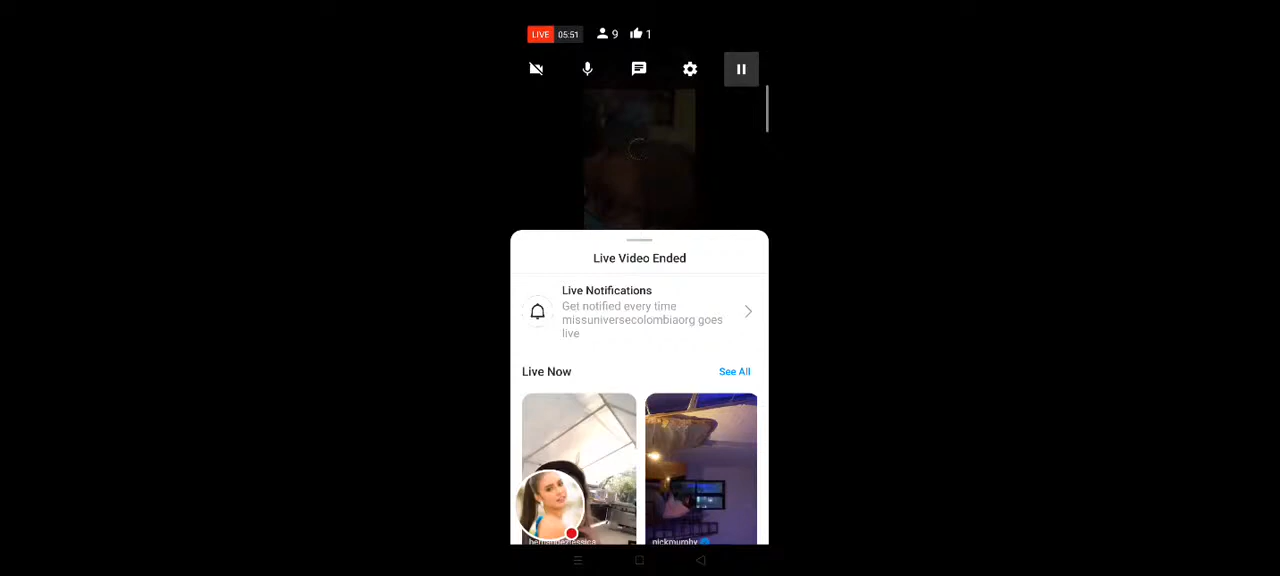 LIVE 05:51 9 1
Live Video Ended
Live Notifications
Get notified every time
missuniversecolombiaorg goes
live
Live Now See All
nickmurphy